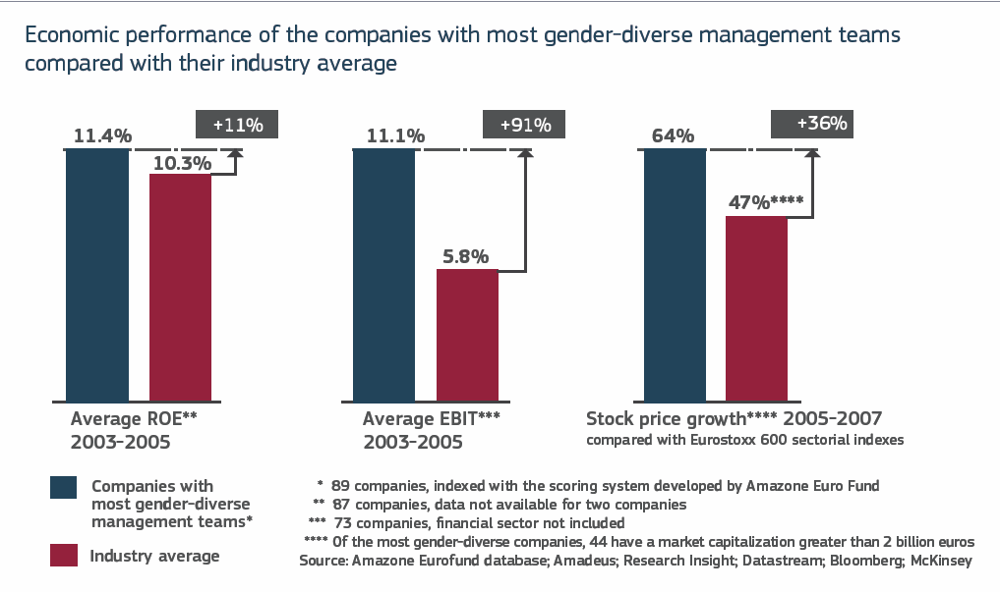 Economic performance of the companies with most gender-diverse management teams
compared with their industry average
+11%
11.4%
10.3%
+91%
11.1%
5.8%
+36%
64%
47%****
Average ROE**
2003-2005
Average EBIT***
2003-2005
Stock price growth**** 2005-2007
compared with Eurostoxx 600 sectorial indexes
Companies with
most gender-diverse
management teams*
Industry average
* 89 companies, indexed with the scoring system developed by Amazone Euro Fund
** 87 companies, data not available for two companies
*** 73 companies, financial sector not included
**** Of the most gender-diverse companies, 44 have a market capitalization greater than 2 billion euros
Source: Amazone Eurofund database; Amadeus; Research Insight; Datastream; Bloomberg; McKinsey